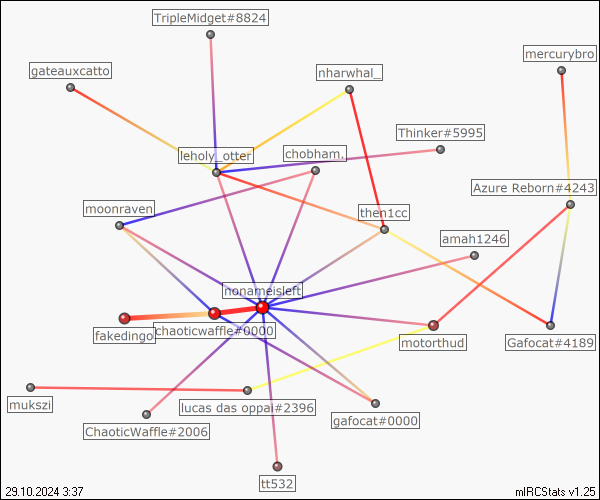 TripleMidget#8824
mercurybro
gateauxcatto
nharwhal_
Thinker#5995
leholy_otter
chobham.
Azure Reborn#4243
moonraven
then1cc
amah1246
nonameisleft
fakedingo
chaoticwaffle#0000
motorthud
Gafocat#4189
mukszi
lucas das oppai#2396
gafocat#0000
ChaoticWaffle#2006
tt532
29.10.2024 3:37
mIRCStats v1.25